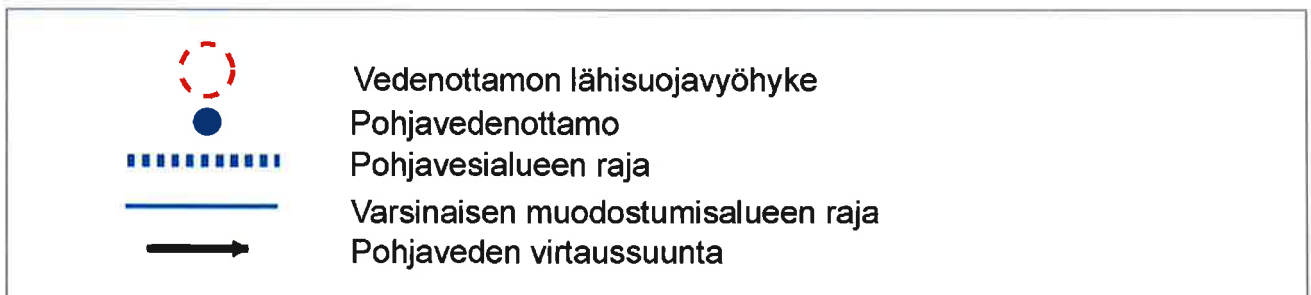 Vedenottamon lähisuojavyöhyke
Pohjavedenottamo
Pohjavesialueen raja
Varsinaisen muodostumisalueen raja
Pohjaveden virtaussuunta